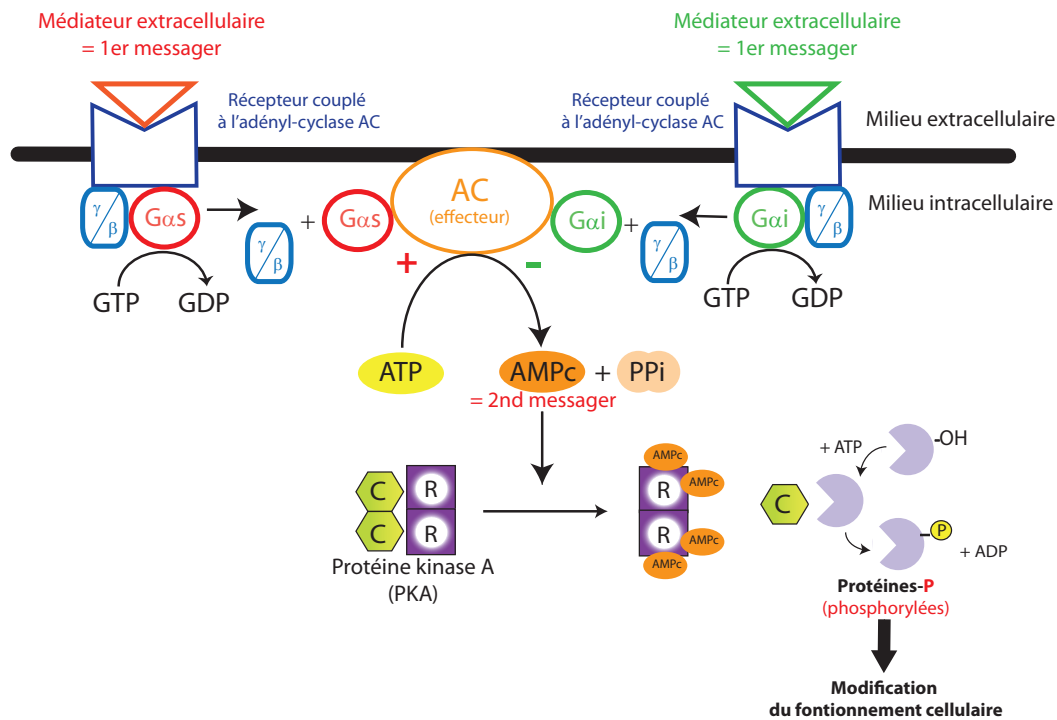 Médiateur extracellulaire
= 1er messager
Médiateur extracellulaire
= 1er messager
Récepteur couplé
à l'adényl-cyclase AC
Récepteur couplé
à l'adényl-cyclase AC
Milieu extracellulaire
Milieu intracellulaire
γ/β
Gαs
γ/β
+
Gαs
AC
(effecteur)
Gαi
+
γ/β
Gαi
γ/β
+
-
GTP
GDP
GTP
GDP
ATP
AMPc
+
PPi
= 2nd messager
C
R
C
R
Protéine kinase A
(PKA)
AMPc
R
AMPc
R
AMPc
AMPc
+ ATP
-OH
C
P
+ ADP
Protéines-P
(phosphorylées)
Modification
du fontionnement cellulaire